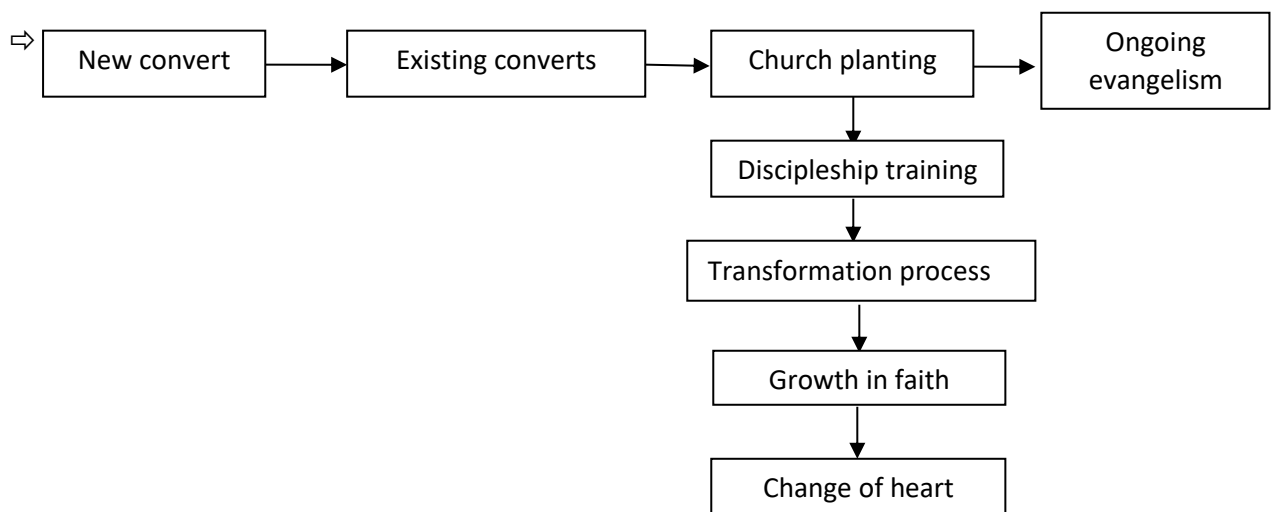 ⇨
New convert
Existing converts
Church planting
Ongoing
evangelism
Discipleship training
Transformation process
Growth in faith
Change of heart